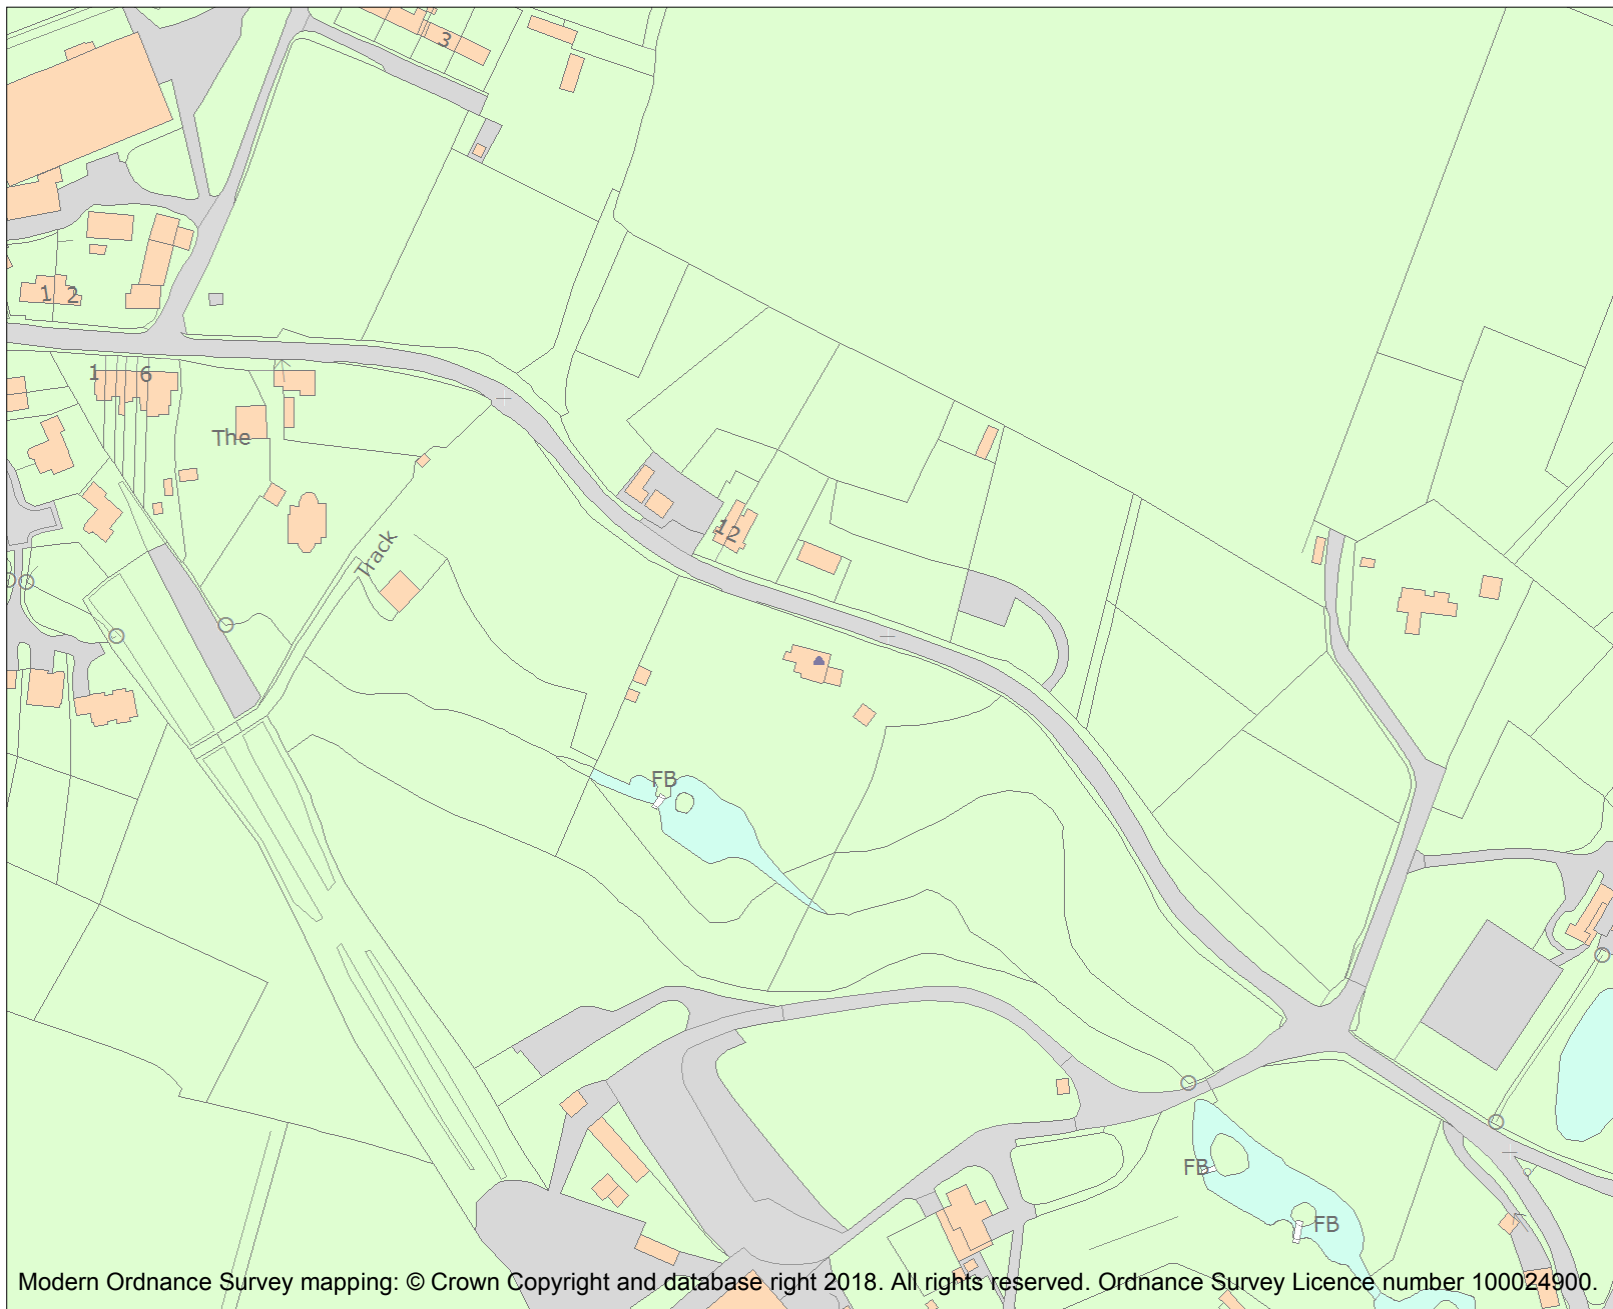 3
1 2
1 6
The
Track
12
FB
FB
FB
Modern Ordnance Survey mapping: © Crown Copyright and database right 2018. All rights reserved. Ordnance Survey Licence number 100024900.